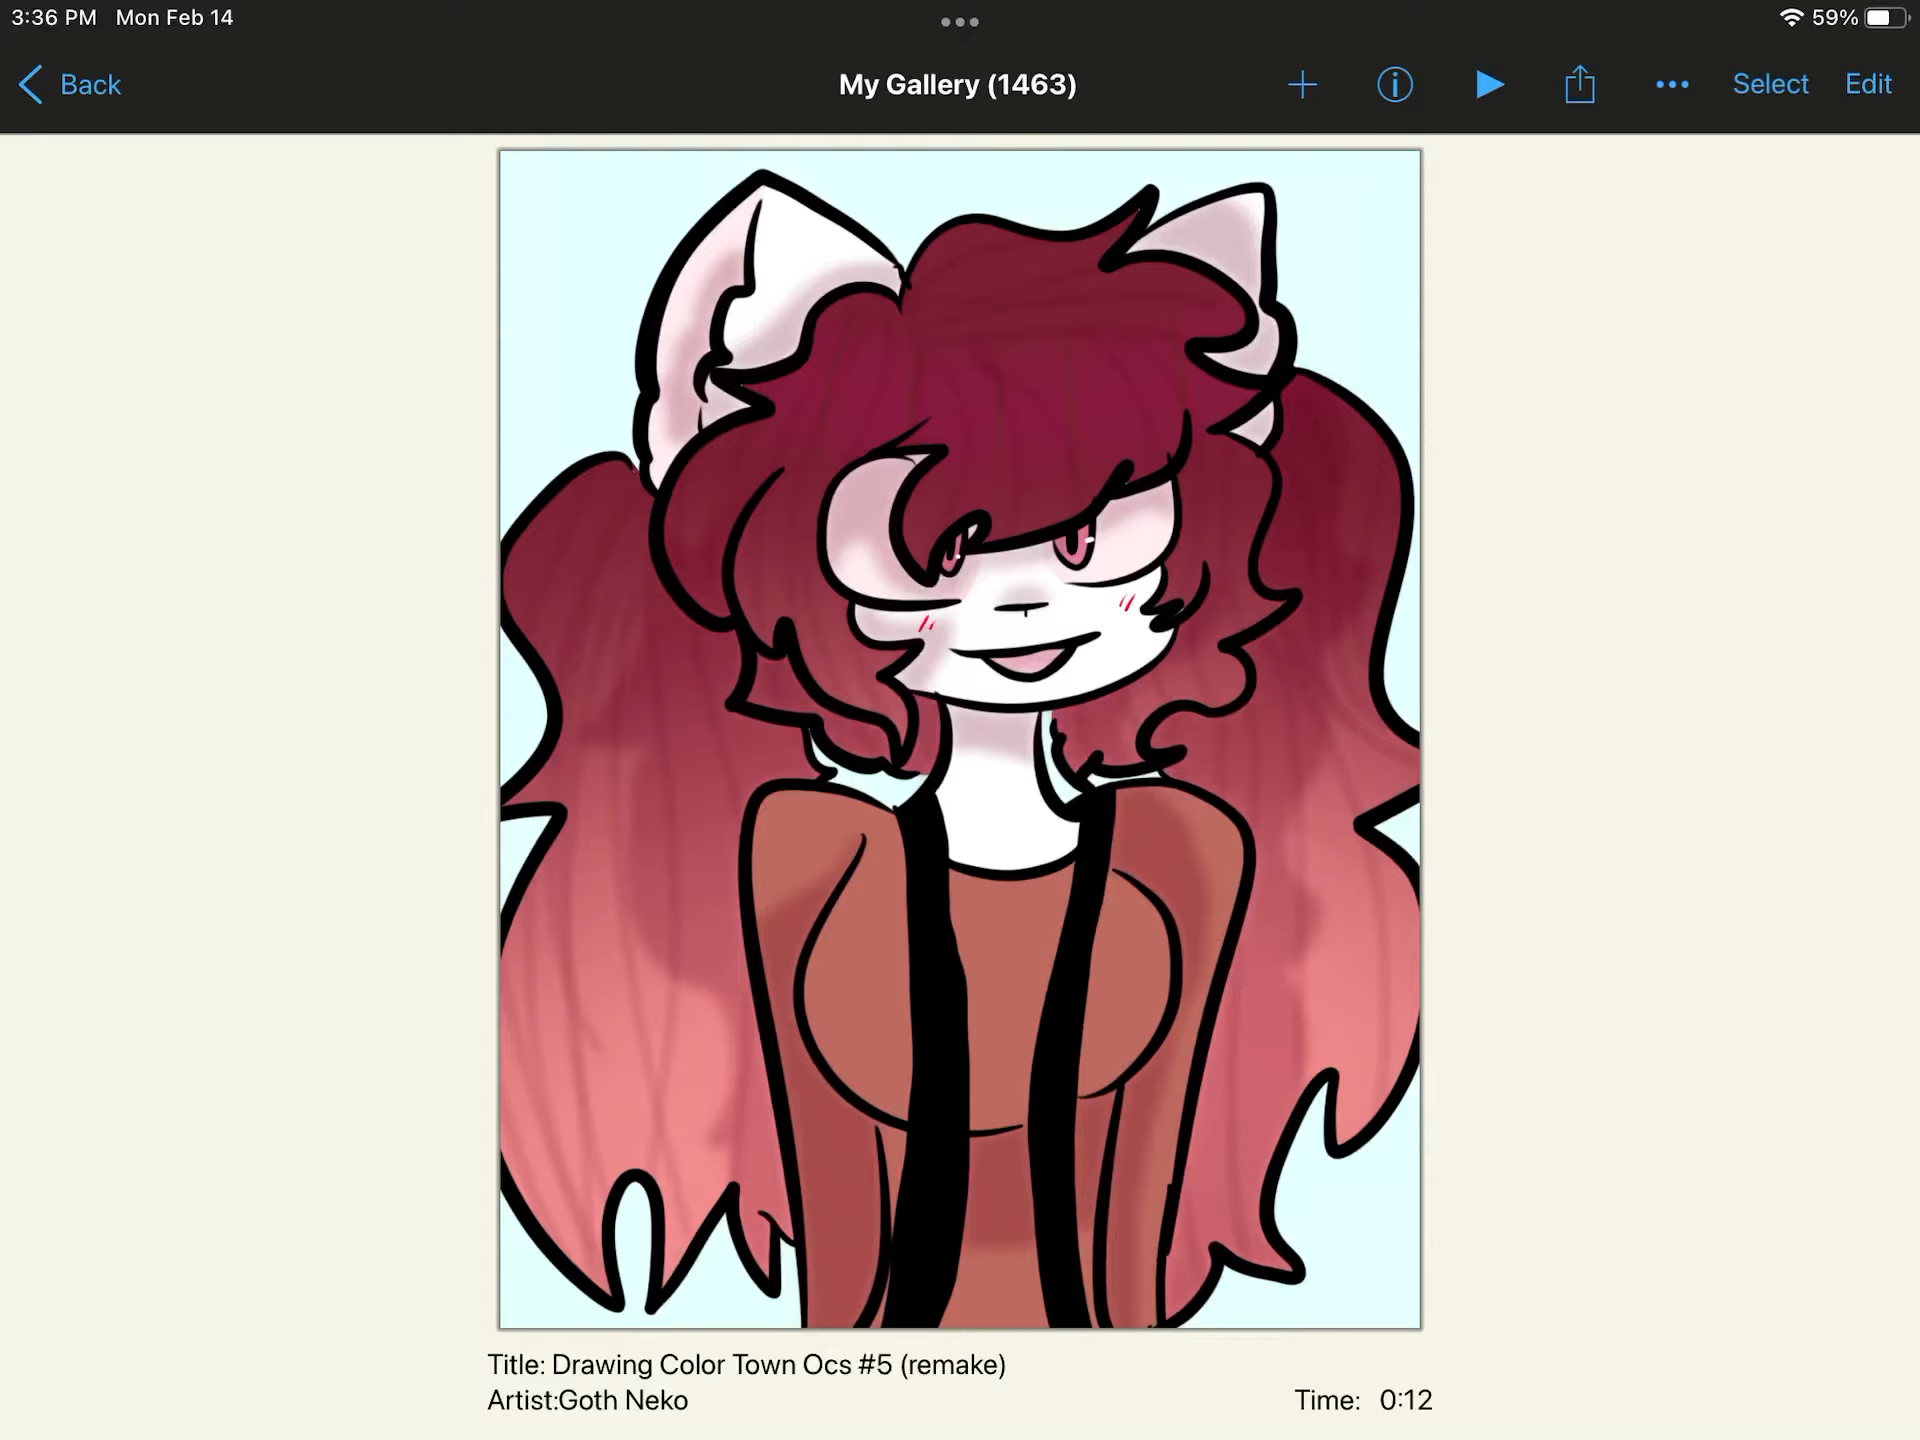 3:36 PM Mon Feb 14
59%
Back
My Gallery (1463)
Select
Edit
Title: Drawing Color Town Ocs #5 (remake)
Artist:Goth Neko
Time: 0:12